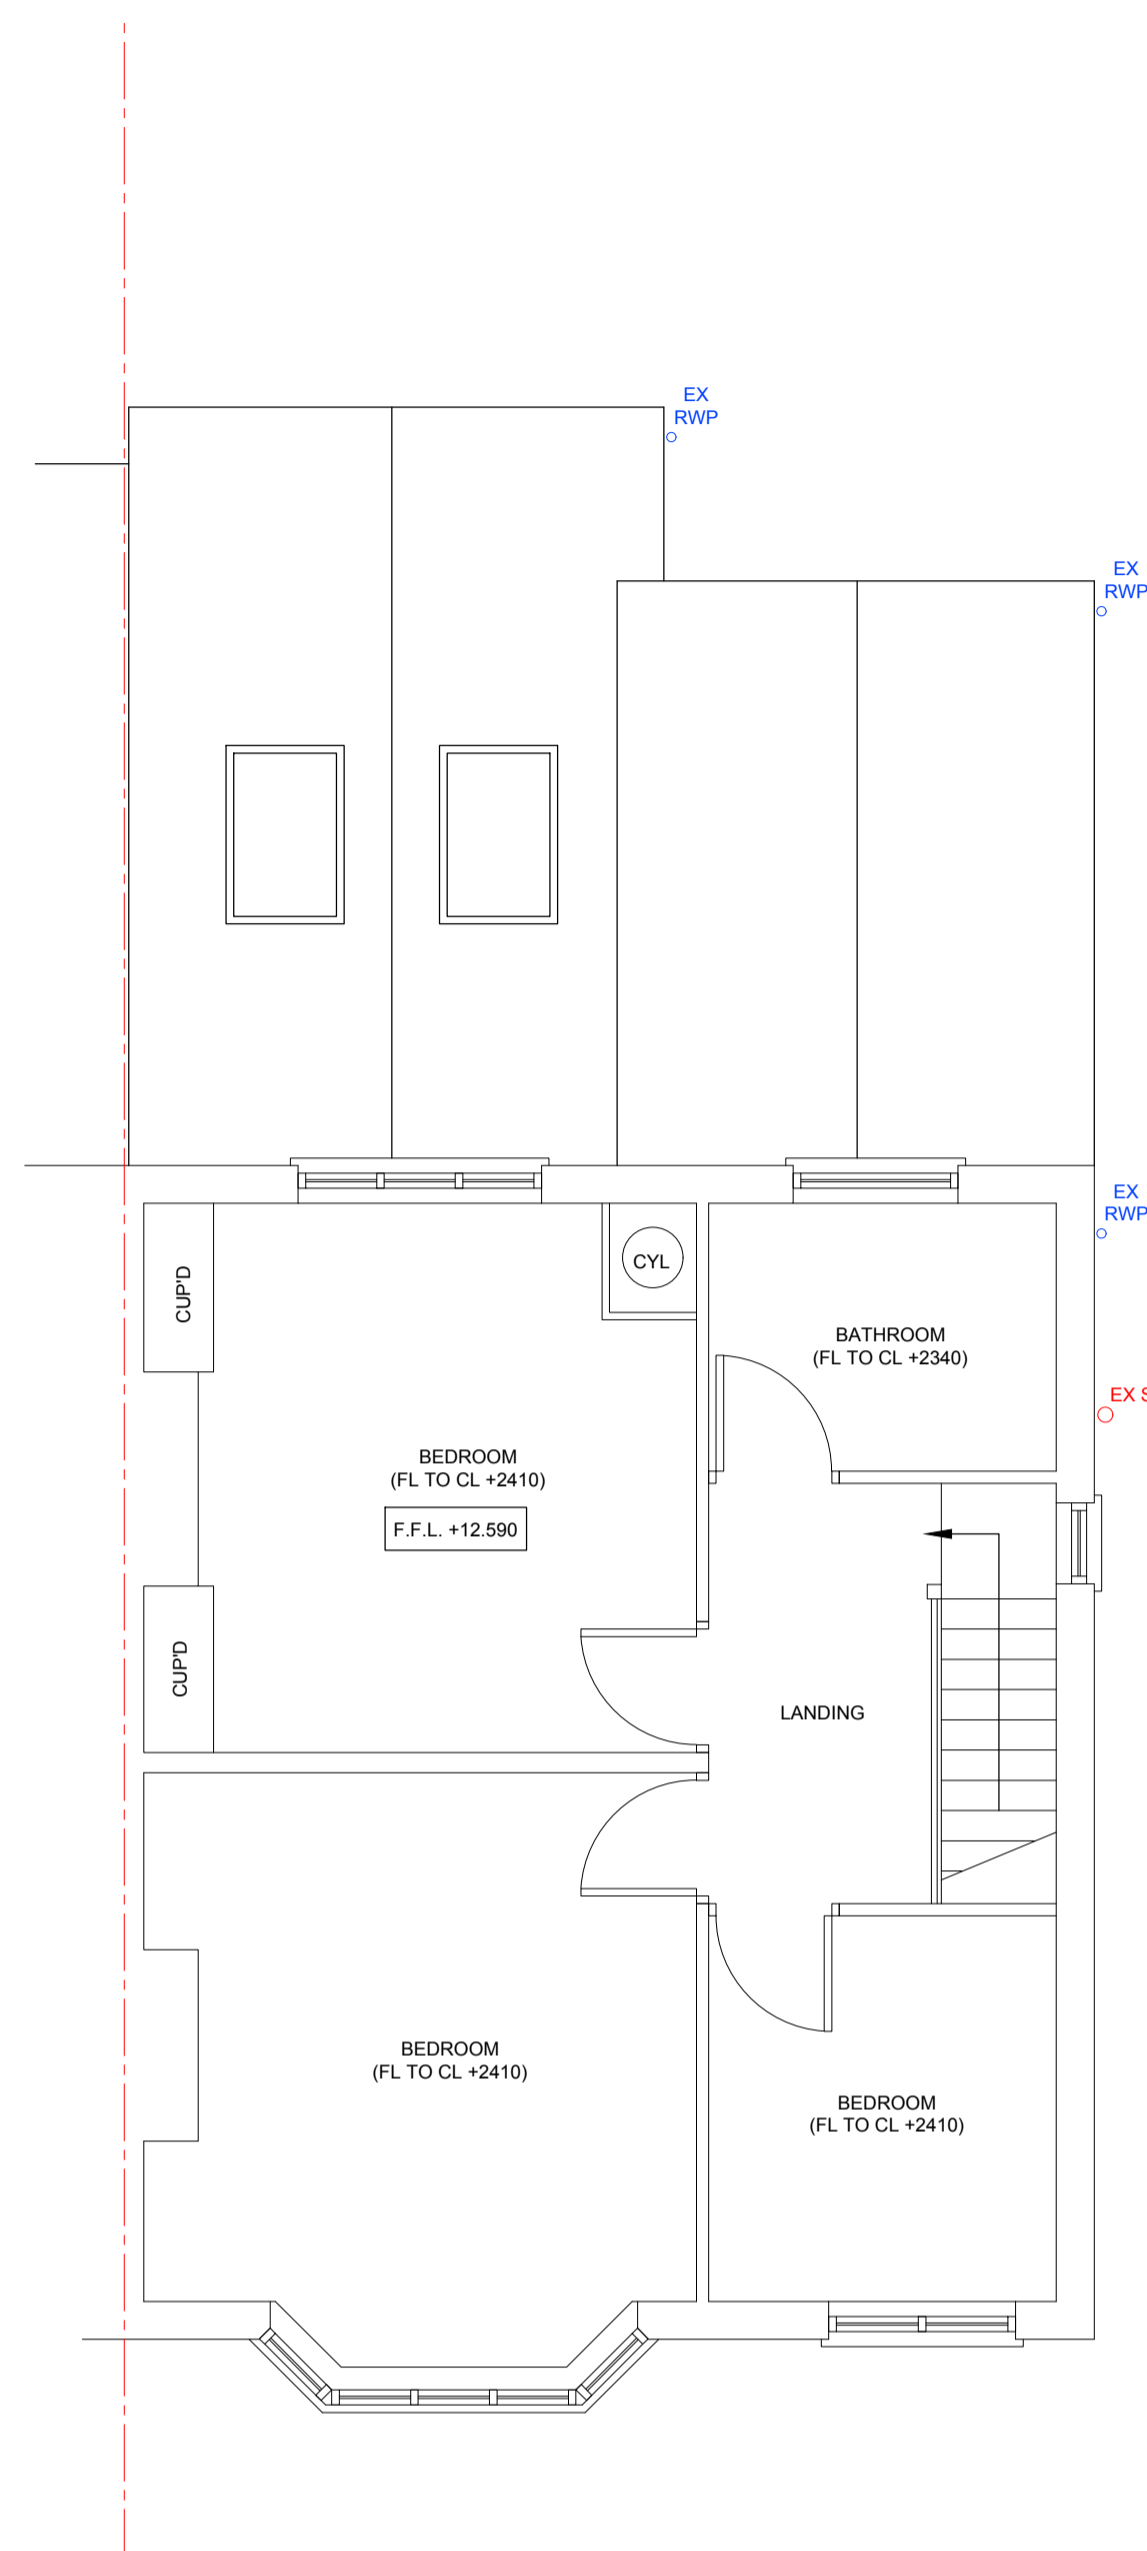 EX
RWP
EX
RWP
EX
RWP
CUP'D
CYL
BATHROOM
(FL TO CL +2340)
EX S
BEDROOM
(FL TO CL +2410)
F.F.L. +12.590
CUP'D
LANDING
BEDROOM
(FL TO CL +2410)
BEDROOM
(FL TO CL +2410)